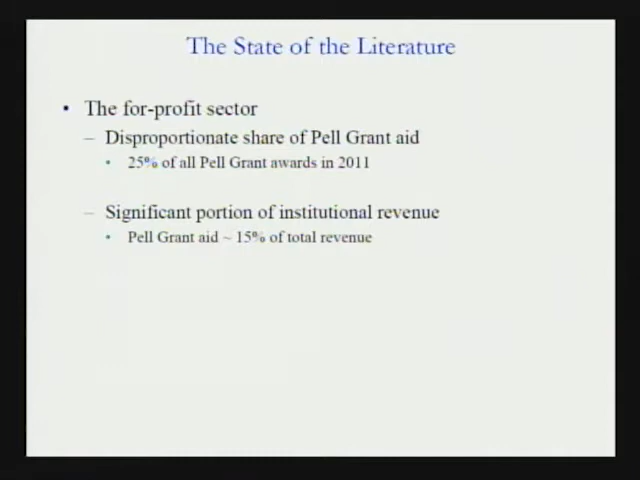 The State of the Literature
• The for-profit sector
– Disproportionate share of Pell Grant aid
• 25% of all Pell Grant awards in 2011
– Significant portion of institutional revenue
• Pell Grant aid ~ 15% of total revenue